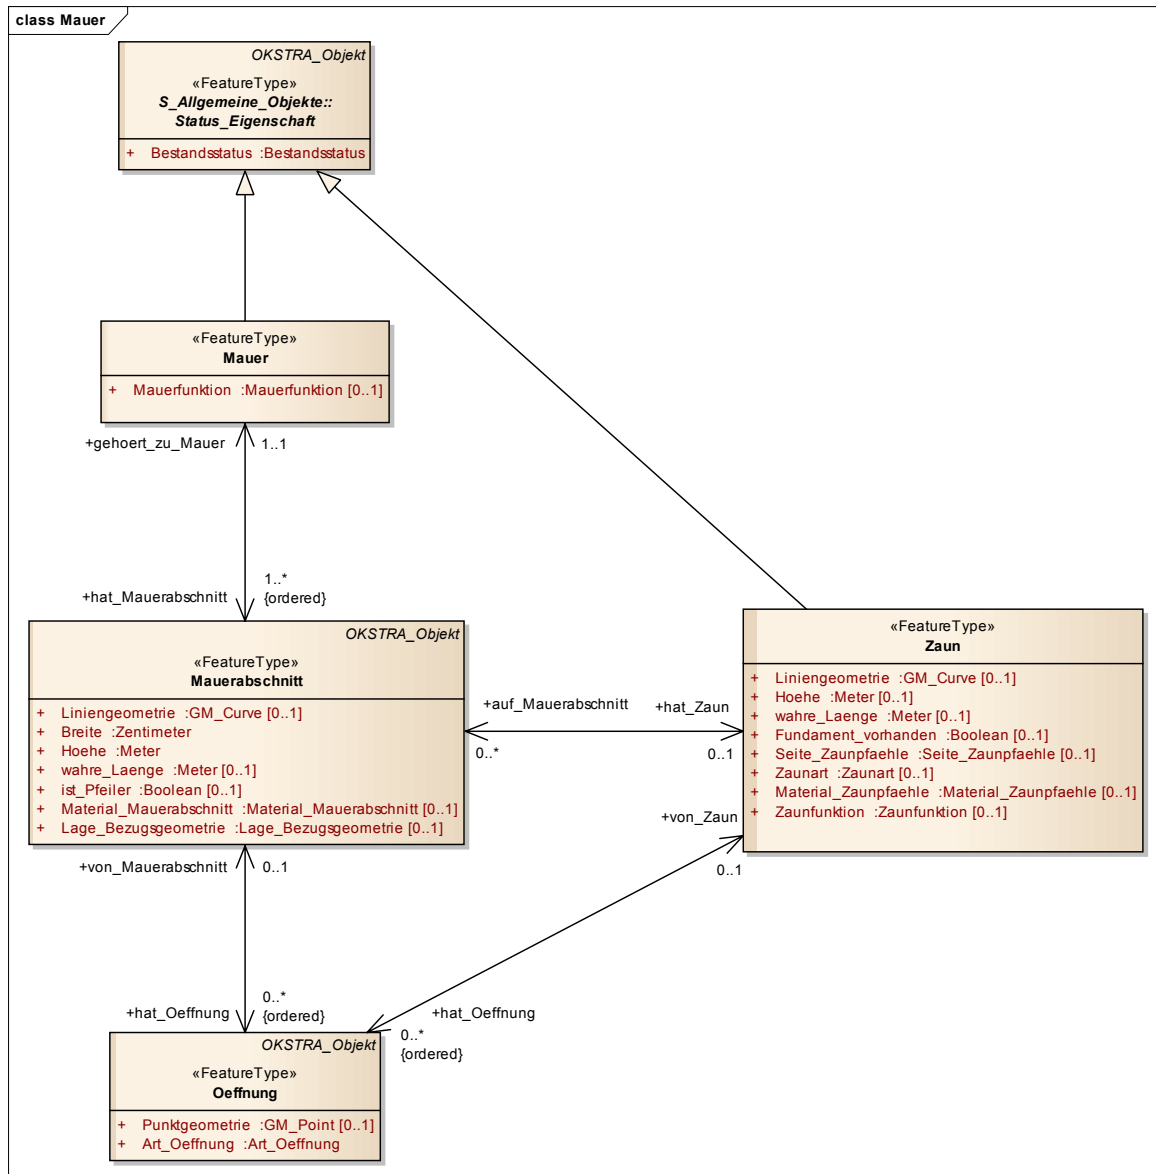 class Mauer
OKSTRA_Objekt
«FeatureType»
S_Allgemeine_Objekte::
Status_Eigenschaft
+ Bestandsstatus :Bestandsstatus
«FeatureType»
Mauer
+ Mauerfunktion :Mauerfunktion [0..1]
+gehoert_zu_Mauer
1..1
1..*
+hat_Mauerabschnitt
{ordered}
OKSTRA_Objekt
«FeatureType»
Mauerabschnitt
+ Liniengeometrie :GM_Curve [0..1]
+ Breite :Zentimeter
+ Hoehe :Meter
+ wahre_Laenge :Meter [0..1]
+ ist_Pfeiler :Boolean [0..1]
+ Material_Mauerabschnitt :Material_Mauerabschnitt [0..1]
+ Lage_Bezugsgeometrie :Lage_Bezugsgeometrie [0..1]
+auf_Mauerabschnitt
+hat_Zaun
0..*
0..1
«FeatureType»
Zaun
+ Liniengeometrie :GM_Curve [0..1]
+ Hoehe :Meter [0..1]
+ wahre_Laenge :Meter [0..1]
+ Fundament_vorhanden :Boolean [0..1]
+ Seite_Zaunpfaehle :Seite_Zaunpfaehle [0..1]
+ Zaunart :Zaunart [0..1]
+ Material_Zaunpfaehle :Material_Zaunpfaehle [0..1]
+ Zaunfunktion :Zaunfunktion [0..1]
+von_Zaun
0..1
+von_Mauerabschnitt
0..1
0..*
+hat_Oeffnung
{ordered}
+hat_Oeffnung
0..*
{ordered}
OKSTRA_Objekt
«FeatureType»
Oeffnung
+ Punktgeometrie :GM_Point [0..1]
+ Art_Oeffnung :Art_Oeffnung